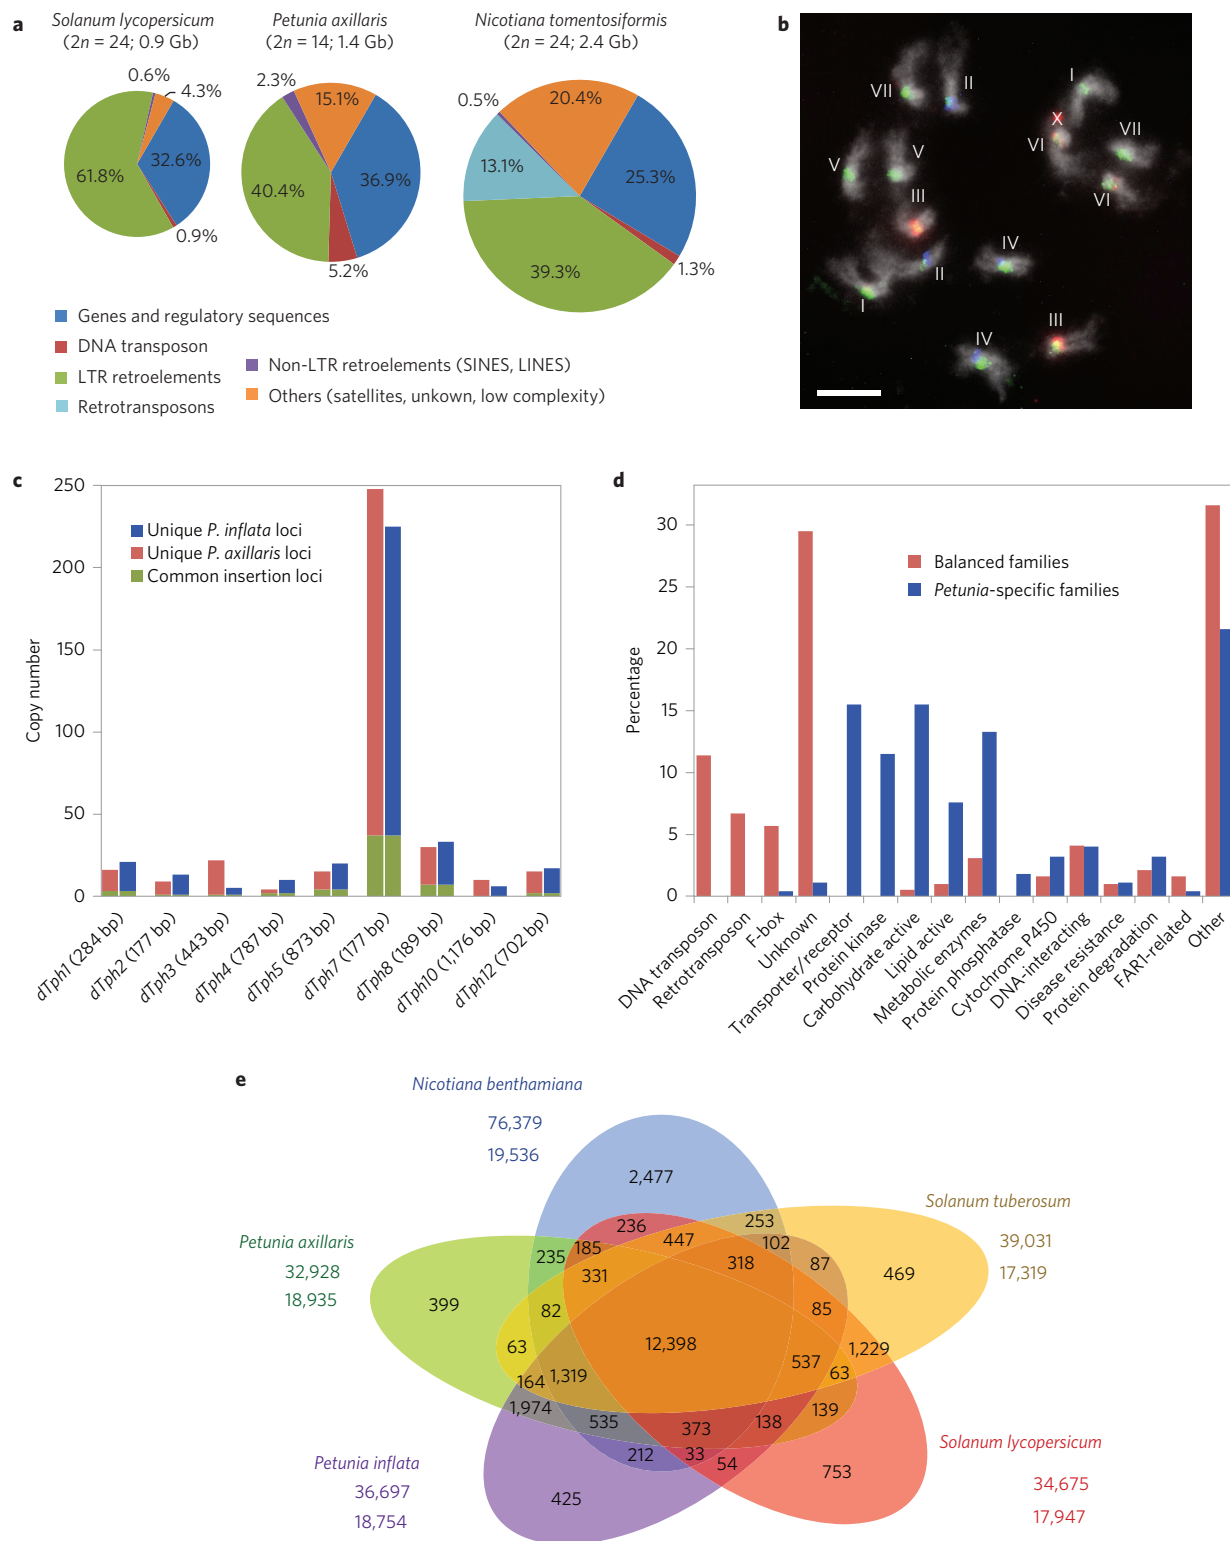 a
Solanum lycopersicum
(2n = 24; 0.9 Gb)
Petunia axillaris
(2n = 14; 1.4 Gb)
Nicotiana tomentosiformis
(2n = 24; 2.4 Gb)
0.6%
4.3%
32.6%
61.8%
0.9%
2.3%
15.1%
36.9%
40.4%
5.2%
0.5%
20.4%
13.1%
25.3%
39.3%
1.3%
Genes and regulatory sequences
DNA transposon
LTR retroelements
Retrotransposons
Non-LTR retroelements (SINES, LINES)
Others (satellites, unkown, low complexity)
b
VII
II
I
X
VI
VII
V
V
VI
III
IV
II
I
III
IV
c
250
200
150
100
50
0
Copy number
Unique P. inflata loci
Unique P. axillaris loci
Common insertion loci
dTph1 (284 bp)
dTph2 (177 bp)
dTph3 (443 bp)
dTph4 (787 bp)
dTph5 (873 bp)
dTph7 (177 bp)
dTph8 (189 bp)
dTph10 (1,176 bp)
dTph12 (702 bp)
d
30
25
20
15
10
5
0
Percentage
Balanced families
Petunia-specific families
DNA transposon
Retrotransposon
F-box
Unknown
Transporter/receptor
Protein kinase
Carbohydrate active
Lipid active
Metabolic enzymes
Protein phosphatase
Cytochrome P450
DNA-interacting
Disease resistance
Protein degradation
FAR1-related
Other
e
Nicotiana benthamiana
76,379
19,536
Solanum tuberosum
39,031
17,319
Petunia axillaris
32,928
18,935
Petunia inflata
36,697
18,754
Solanum lycopersicum
34,675
17,947
2,477
236
253
447
102
235
185
331
318
87
469
399
82
85
63
12,398
537
1,229
164
1,319
63
1,974
535
373
138
139
212
33
54
753
425